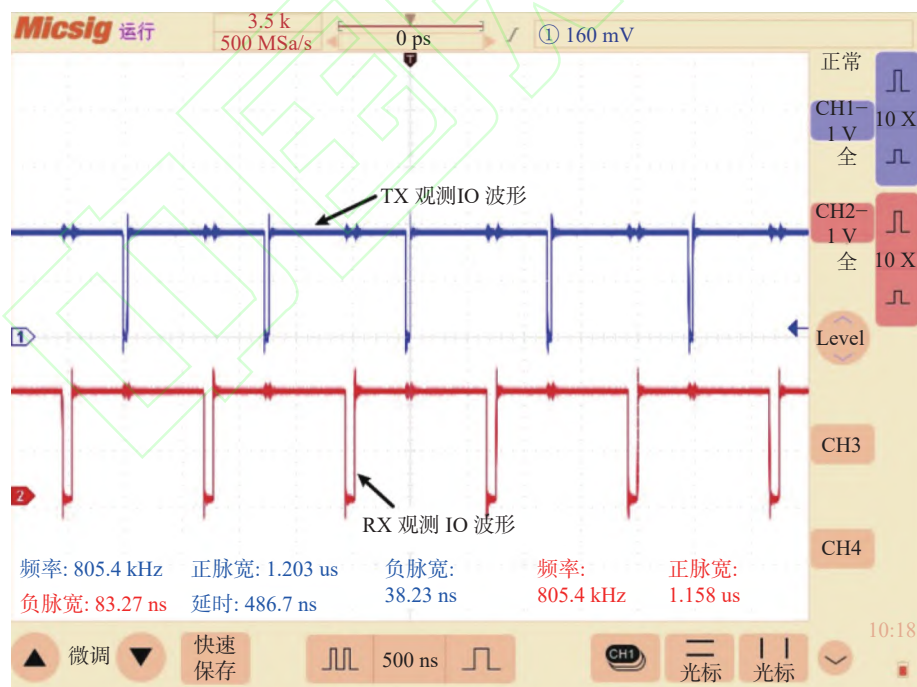 Micsig 运行
3.5 k
500 MSa/s
0 ps
① 160 mV
T
正常
CH1−
1 V
全
10 X
TX 观测IO 波形
CH2−
1 V
全
10 X
1
Level
2
RX 观测 IO 波形
CH3
CH4
频率: 805.4 kHz
正脉宽: 1.203 us
负脉宽:
38.23 ns
频率:
805.4 kHz
正脉宽:
1.158 us
负脉宽: 83.27 ns
延时: 486.7 ns
10:18
微调
快速
保存
500 ns
CH1
光标
光标